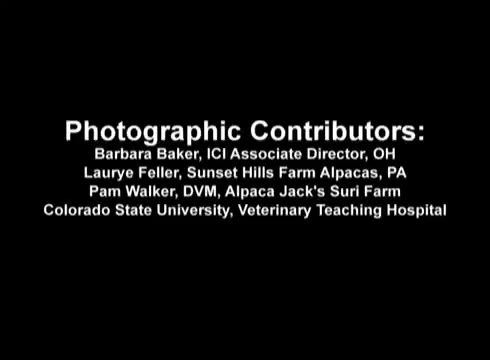 Photographic Contributors:
Barbara Baker, ICI Associate Director, OH
Laurye Feller, Sunset Hills Farm Alpacas, PA
Pam Walker, DVM, Alpaca Jack's Suri Farm
Colorado State University, Veterinary Teaching Hospital